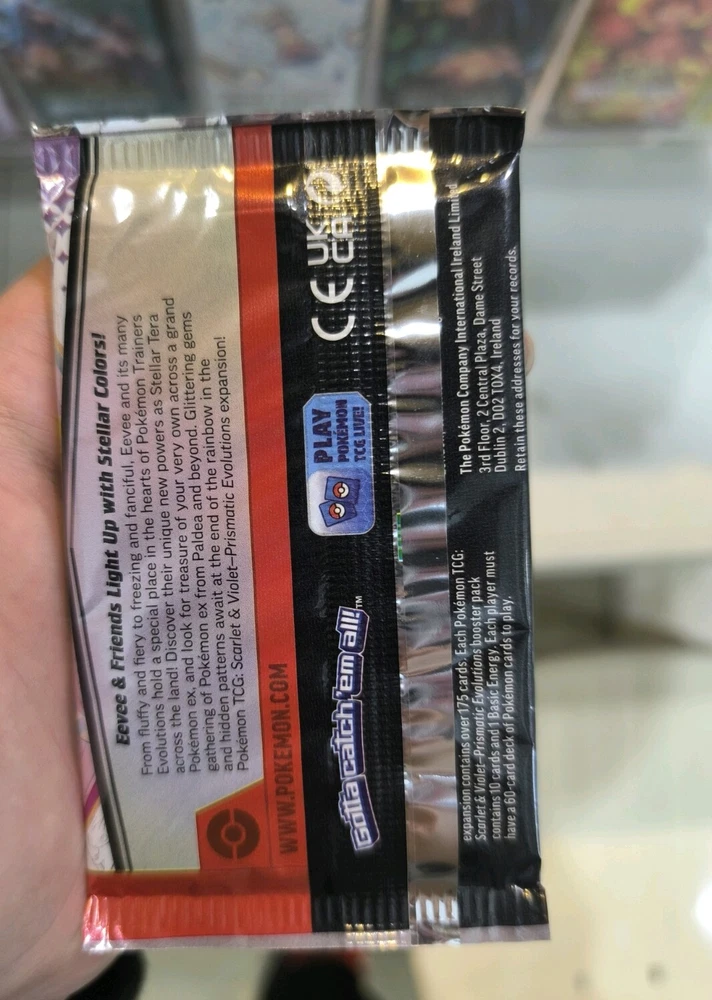 Eevee & Friends Light Up with Stellar Colors!
From fluffy and fiery to freezing and fanciful, Eevee and its many
Evolutions hold a special place in the hearts of Pokémon Trainers
across the land! Discover their unique new powers as Stellar Tera
Pokémon ex, and look for treasure of your very own across a grand
gathering of Pokémon ex from Paldea and beyond. Glittering gems
and hidden patterns await at the end of the rainbow in the
Pokémon TCG: Scarlet & Violet–Prismatic Evolutions expansion!
WWW.POKEMON.COM
Gotta catch 'em all!™
PLAY
POKÉMON
TCG LIVE!
CE
UK
CA
expansion contains over 175 cards. Each Pokémon TCG:
Scarlet & Violet–Prismatic Evolutions booster pack
contains 10 cards and 1 Basic Energy. Each player must
have a 60-card deck of Pokémon cards to play.
The Pokémon Company International Ireland Limited
3rd Floor, 2 Central Plaza, Dame Street
Dublin 2, D02 T0X4, Ireland
Retain these addresses for your records.